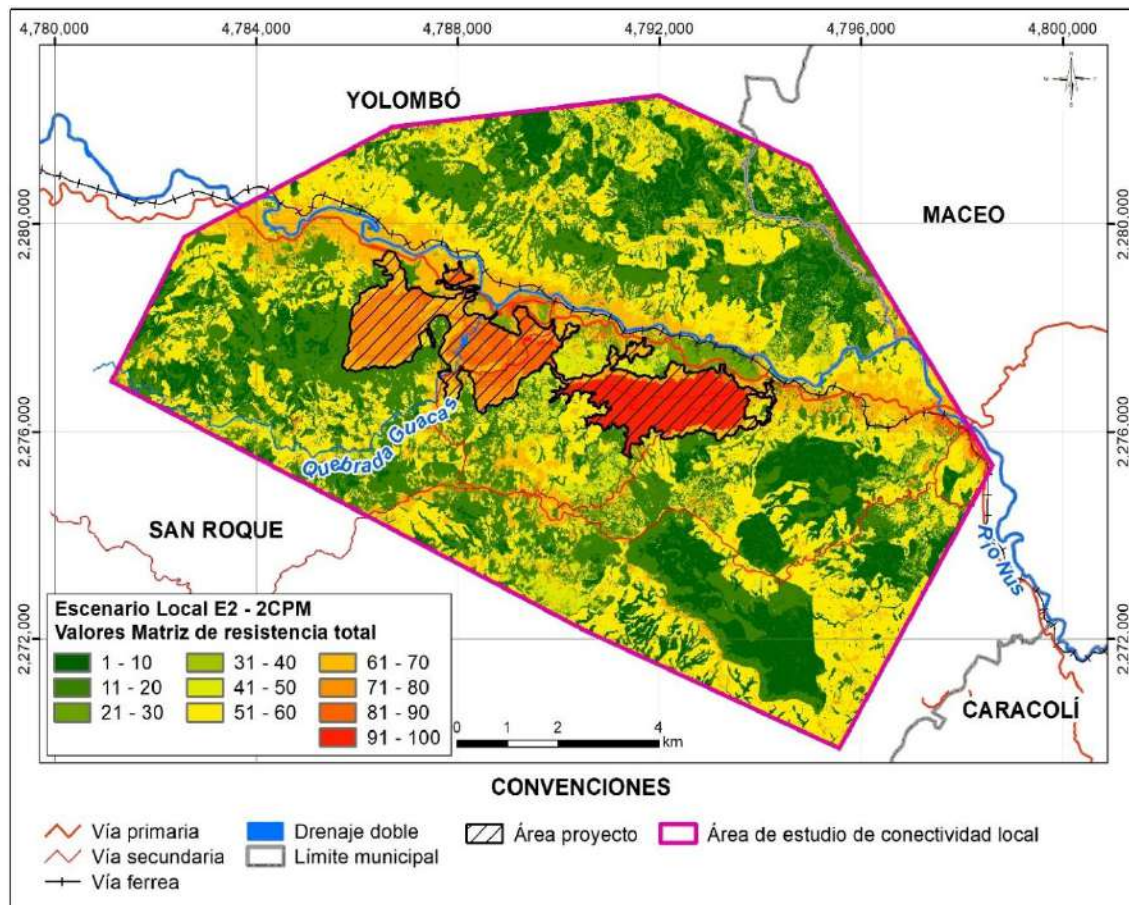 4,780,000 4,784,000 4,788,000 4,792,000 4,796,000 4,800,000
YOLOMBÓ
MACEO
2,280,000 2,280,000
2,276,000 2,276,000
Quebrada Guacas
SAN ROQUE
Río Nus
2,272,000 2,272,000
CARACOLÍ
Escenario Local E2 - 2CPM
Valores Matriz de resistencia total
1 - 10 31 - 40 61 - 70
11 - 20 41 - 50 71 - 80
21 - 30 51 - 60 81 - 90
91 - 100
0 1 2 4
km
CONVENCIONES
Vía primaria Drenaje doble Área proyecto Área de estudio de conectividad local
Vía secundaria Límite municipal
Vía ferrea